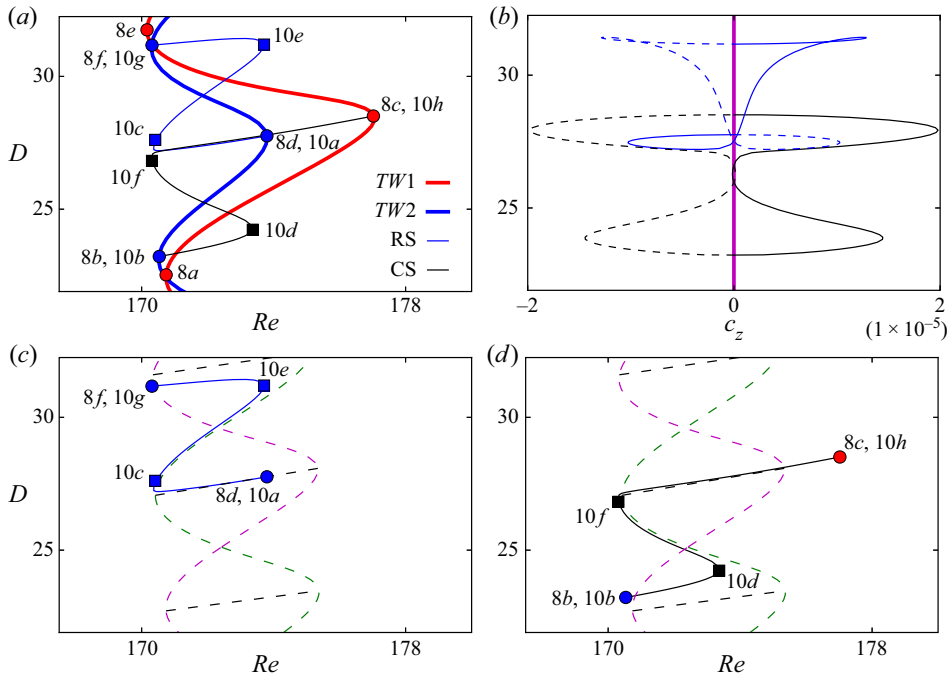 (a)
8e
8f, 10g
10e
30
10c
8c, 10h
8d, 10a
D
10f
TW1
TW2
25
RS
10d
8b, 10b
CS
8a
170
178
Re
(b)
−2
0
2
c_z
(1 × 10⁻⁵)
(c)
10e
8f, 10g
30
10c
D
8d, 10a
25
170
178
Re
(d)
30
8c, 10h
10f
25
10d
8b, 10b
170
178
Re